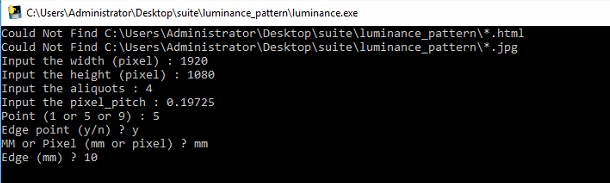 C:\Users\Administrator\Desktop\suite\luminance_pattern\luminance.exe
Could Not Find C:\Users\Administrator\Desktop\suite\luminance_pattern\*.html
Could Not Find C:\Users\Administrator\Desktop\suite\luminance_pattern\*.jpg
Input the width (pixel) : 1920
Input the height (pixel) : 1080
Input the aliquots : 4
Input the pixel_pitch : 0.19725
Point (1 or 5 or 9) : 5
Edge point (y/n) ? y
MM or Pixel (mm or pixel) ? mm
Edge (mm) ? 10